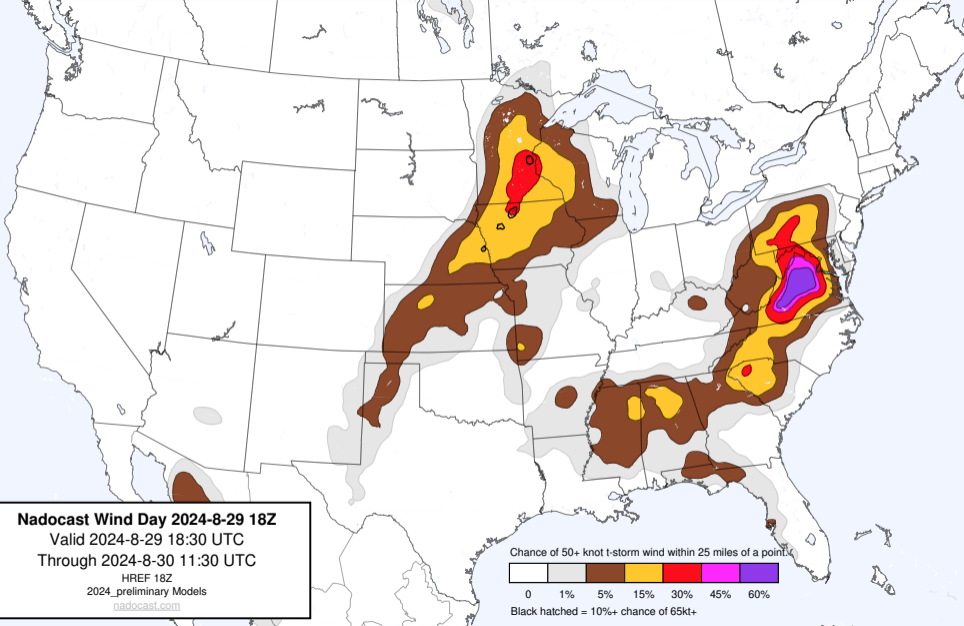 Nadocast Wind Day 2024-8-29 18Z
Valid 2024-8-29 18:30 UTC
Through 2024-8-30 11:30 UTC
HREF 18Z
2024_preliminary Models
nadocast.com
Chance of 50+ knot t-storm wind within 25 miles of a point.
0 1% 5% 15% 30% 45% 60%
Black hatched = 10%+ chance of 65kt+